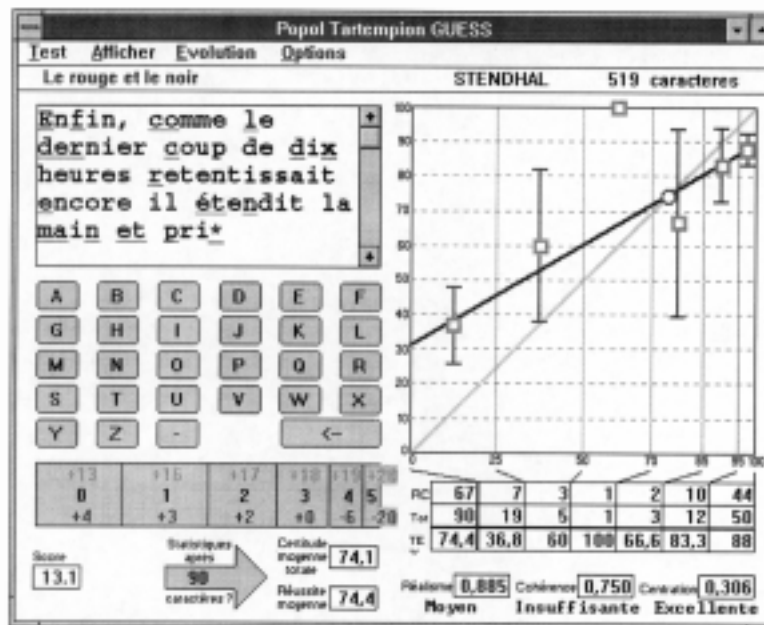 Popol Tartempion GUESS
Test Afficher Evolution Options
Le rouge et le noir STENDHAL 519 caracteres
Enfin, comme le
dernier coup de dix
heures retentissait
encore il étendit la
main et pri*
A B C D E F
G H I J K L
M N O P Q R
S T U V W X
Y Z - <--
100
90
80
70
60
50
40
30
20
10
0
0 25 50 70 85 95 100
+13 +16 +17 +18 +19 +20
0 1 2 3 4 5
+4 +3 +2 +0 -6 -20
RC 67 7 3 1 2 10 44
Tot 90 19 5 1 3 12 50
TE 74,4 36,8 60 100 66,6 83,3 88
Score
13.1
Statistiques
après
90
caractères ?
Certitude
moyenne
totale
74,1
Réussite
moyenne
74,4
Réalisme 0,885 Cohérence 0,750 Centration 0,306
Moyen Insuffisante Excellente